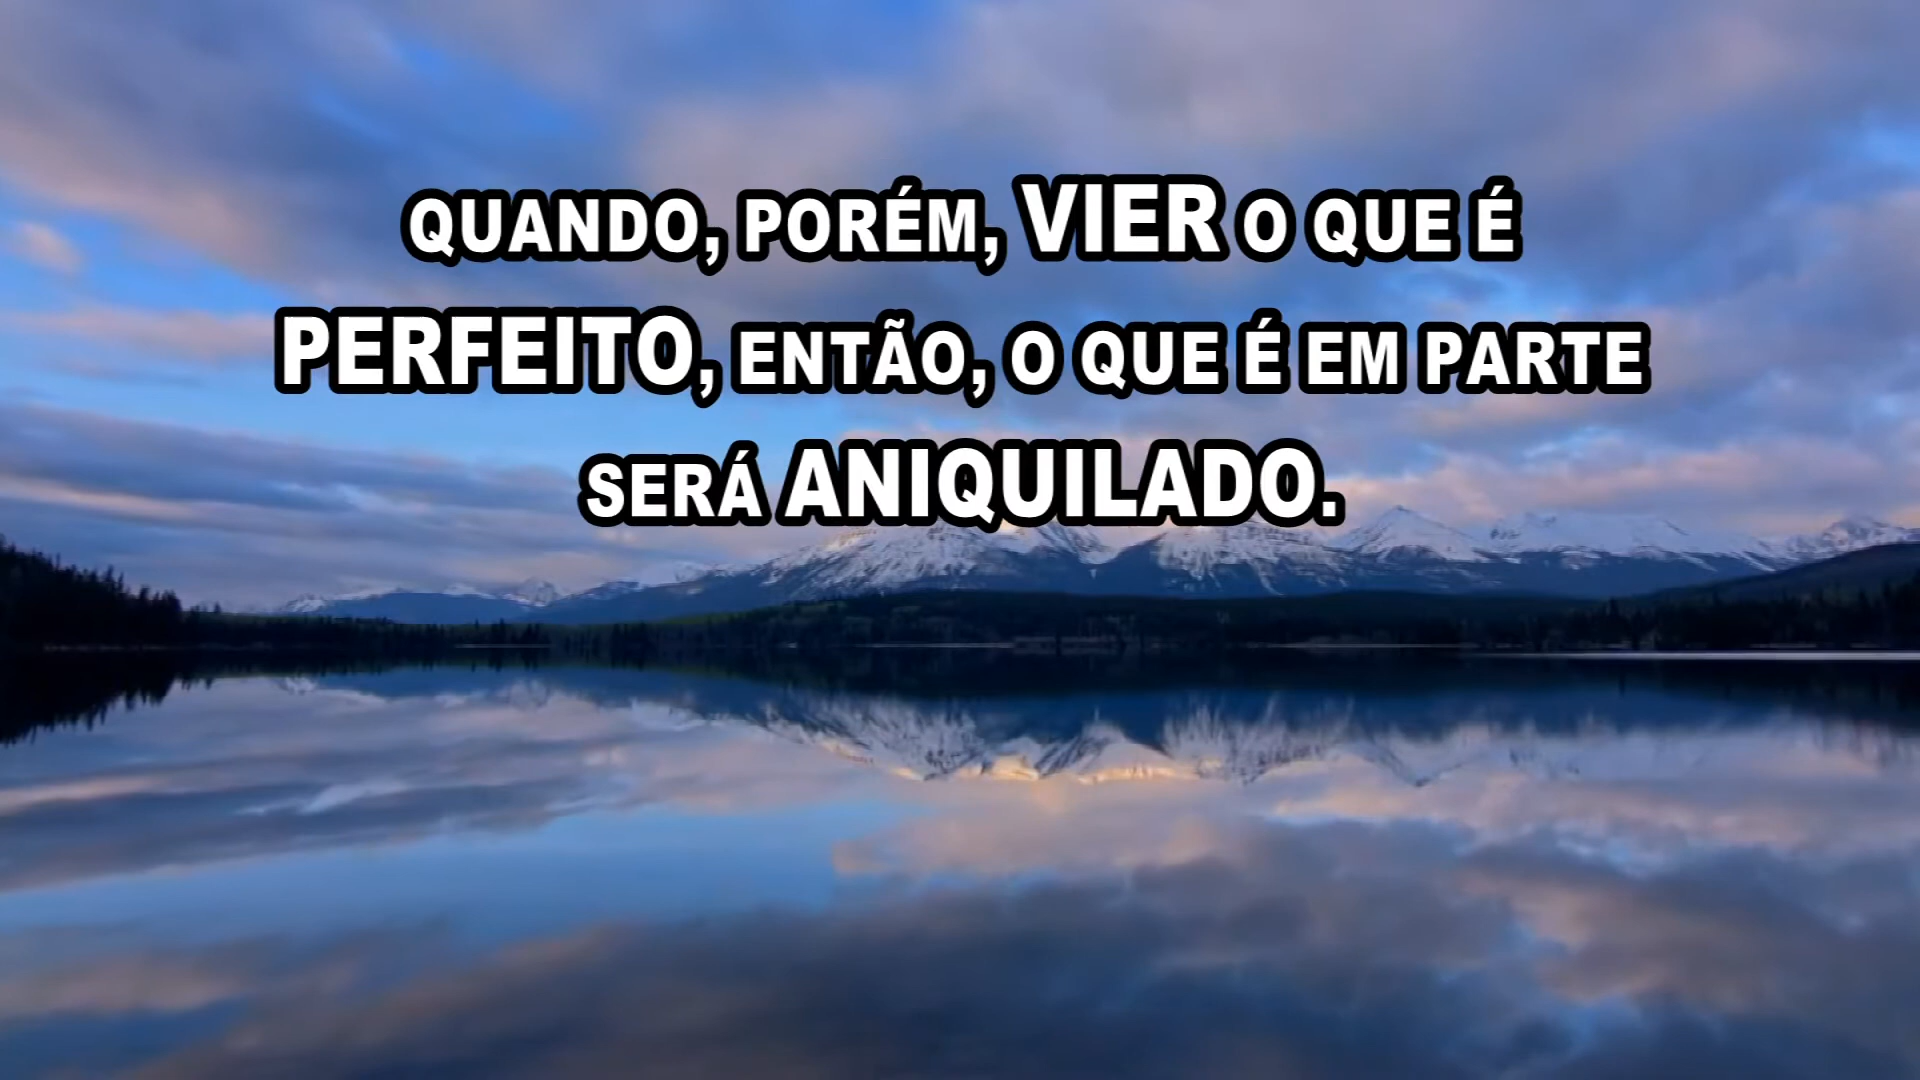 QUANDO, PORÉM, VIER O QUE É
PERFEITO, ENTÃO, O QUE É EM PARTE
SERÁ ANIQUILADO.